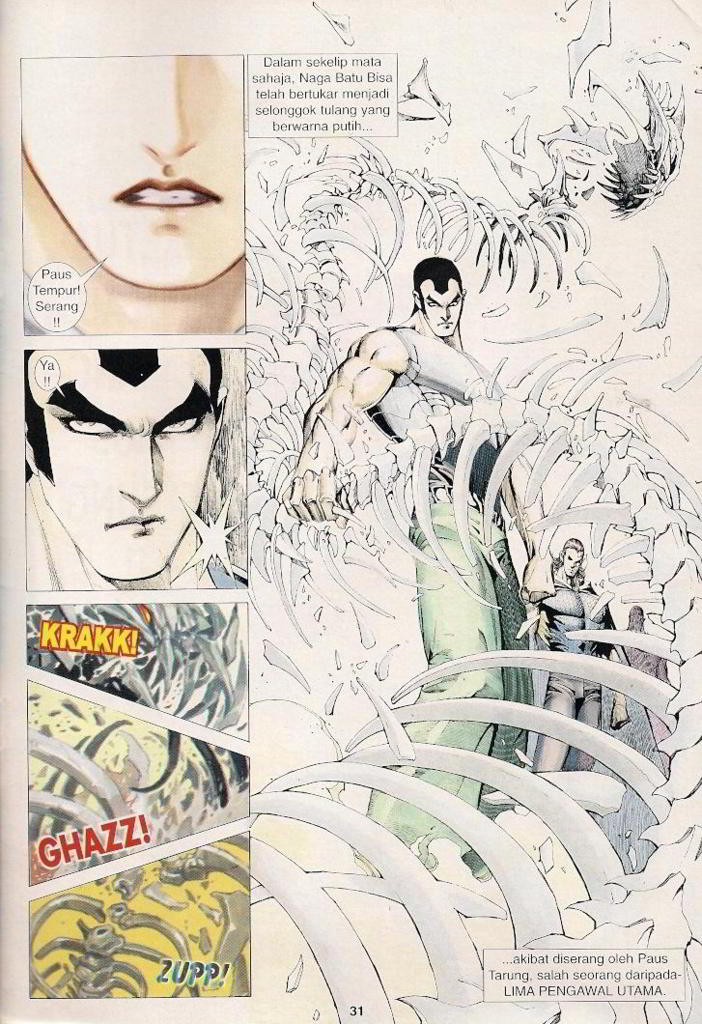 Dalam sekelip mata
sahaja, Naga Batu Bisa
telah bertukar menjadi
selonggok tulang yang
berwarna putih...
Paus
Tempur!
Serang
!!
Ya
!!
KRAKK!
GHAZZ!
ZUPP!
...akibat diserang oleh Paus
Tarung, salah seorang daripada-
LIMA PENGAWAL UTAMA.
31